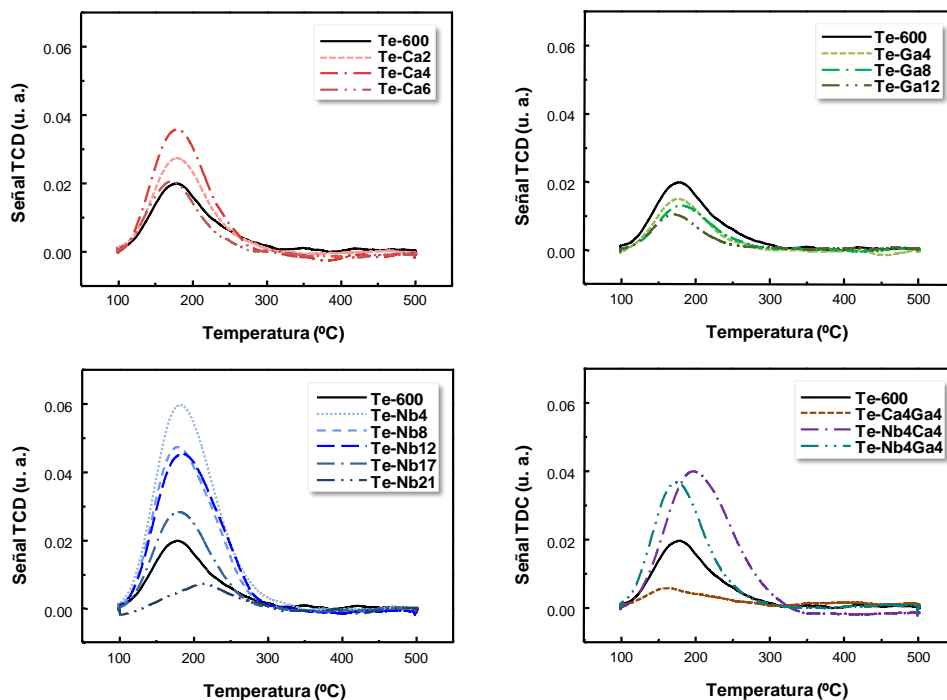 0.06
0.04
0.02
0.00
Señal TCD (u. a.)
Te-600
Te-Ca2
Te-Ca4
Te-Ca6
100 200 300 400 500
Temperatura (ºC)
0.06
0.04
0.02
0.00
Señal TCD (u. a.)
Te-600
Te-Ga4
Te-Ga8
Te-Ga12
100 200 300 400 500
Temperatura (ºC)
0.06
0.04
0.02
0.00
Señal TCD (u. a.)
Te-600
Te-Nb4
Te-Nb8
Te-Nb12
Te-Nb17
Te-Nb21
100 200 300 400 500
Temperatura (ºC)
0.06
0.04
0.02
0.00
Señal TDC (u. a.)
Te-600
Te-Ca4Ga4
Te-Nb4Ca4
Te-Nb4Ga4
100 200 300 400 500
Temperatura (ºC)